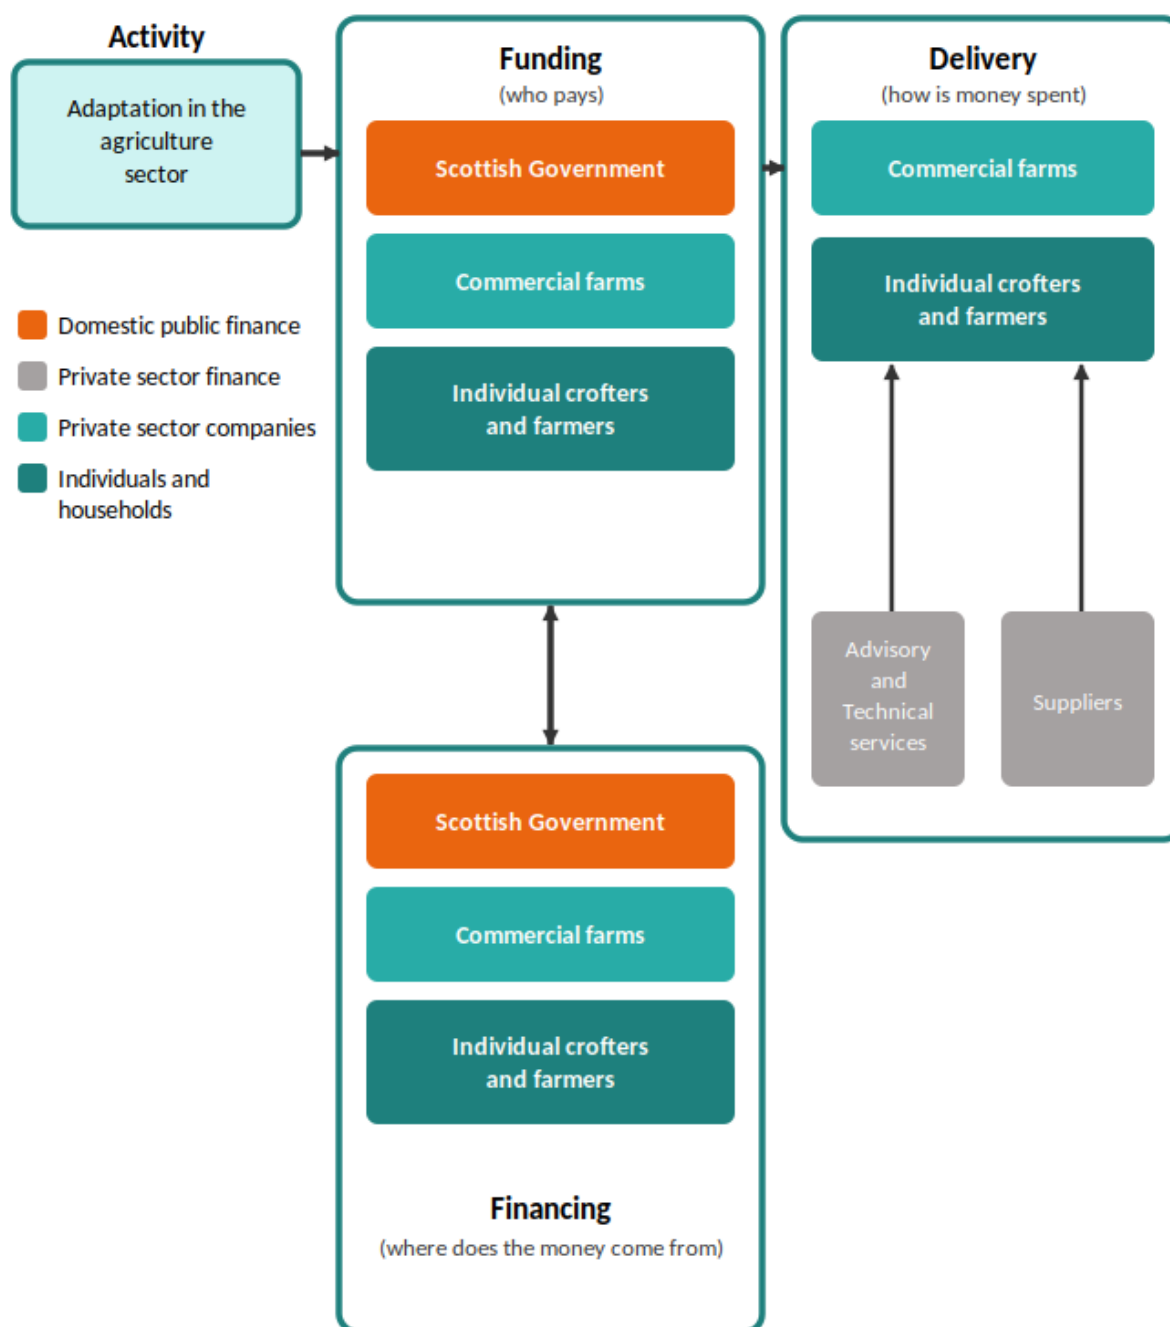 Activity
Adaptation in the
agriculture
sector
Domestic public finance
Private sector finance
Private sector companies
Individuals and
households
Funding
(who pays)
Scottish Government
Commercial farms
Individual crofters
and farmers
Delivery
(how is money spent)
Commercial farms
Individual crofters
and farmers
Advisory
and
Technical
services
Suppliers
Scottish Government
Commercial farms
Individual crofters
and farmers
Financing
(where does the money come from)